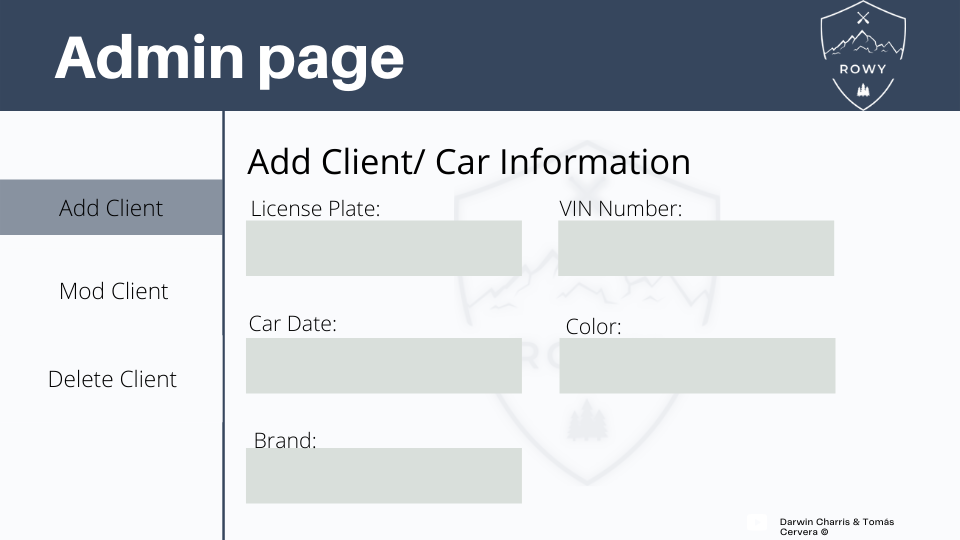 Admin page
ROWY
Add Client/ Car Information
Add Client
License Plate:
VIN Number:
Mod Client
Car Date:
Color:
RO
Delete Client
Brand:
Darwin Charris & Tomás
Cervera ©